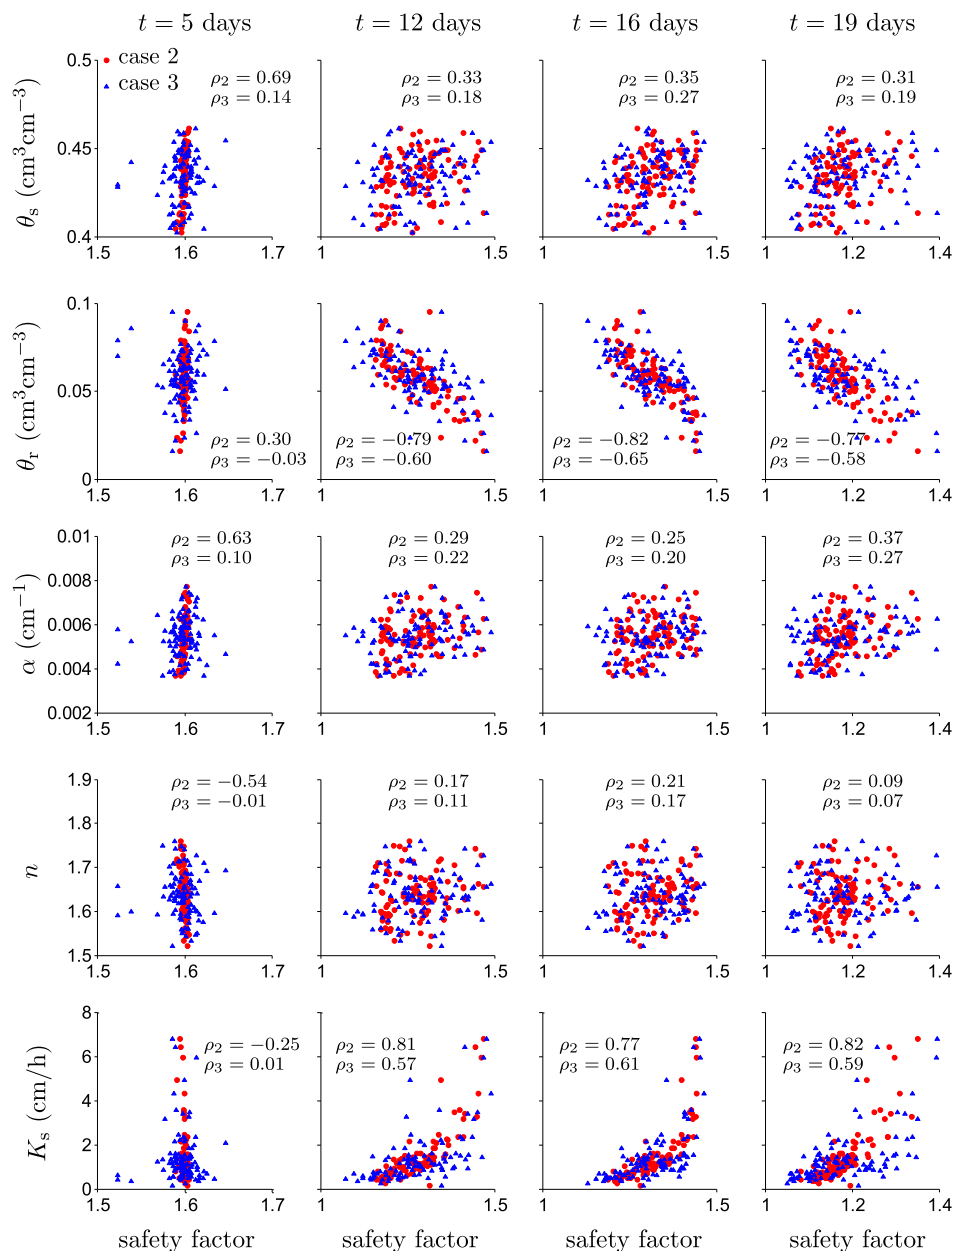 t = 5 days t = 12 days t = 16 days t = 19 days
case 2
case 3
ρ2 = 0.69
ρ3 = 0.14
ρ2 = 0.33
ρ3 = 0.18
ρ2 = 0.35
ρ3 = 0.27
ρ2 = 0.31
ρ3 = 0.19
θs (cm³cm⁻³)
0.5
0.45
0.4
1.5 1.6 1.7 1 1.5 1 1.5 1 1.2 1.4
θr (cm³cm⁻³)
0.1
0.05
0
ρ2 = 0.30
ρ3 = −0.03
ρ2 = −0.79
ρ3 = −0.60
ρ2 = −0.82
ρ3 = −0.65
ρ2 = −0.77
ρ3 = −0.58
1.5 1.6 1.7 1 1.5 1 1.5 1 1.2 1.4
α (cm⁻¹)
0.01
0.008
0.006
0.004
0.002
ρ2 = 0.63
ρ3 = 0.10
ρ2 = 0.29
ρ3 = 0.22
ρ2 = 0.25
ρ3 = 0.20
ρ2 = 0.37
ρ3 = 0.27
1.5 1.6 1.7 1 1.5 1 1.5 1 1.2 1.4
n
1.9
1.8
1.7
1.6
1.5
ρ2 = −0.54
ρ3 = −0.01
ρ2 = 0.17
ρ3 = 0.11
ρ2 = 0.21
ρ3 = 0.17
ρ2 = 0.09
ρ3 = 0.07
1.5 1.6 1.7 1 1.5 1 1.5 1 1.2 1.4
Ks (cm/h)
8
6
4
2
0
ρ2 = −0.25
ρ3 = 0.01
ρ2 = 0.81
ρ3 = 0.57
ρ2 = 0.77
ρ3 = 0.61
ρ2 = 0.82
ρ3 = 0.59
1.5 1.6 1.7 1 1.5 1 1.5 1 1.2 1.4
safety factor safety factor safety factor safety factor